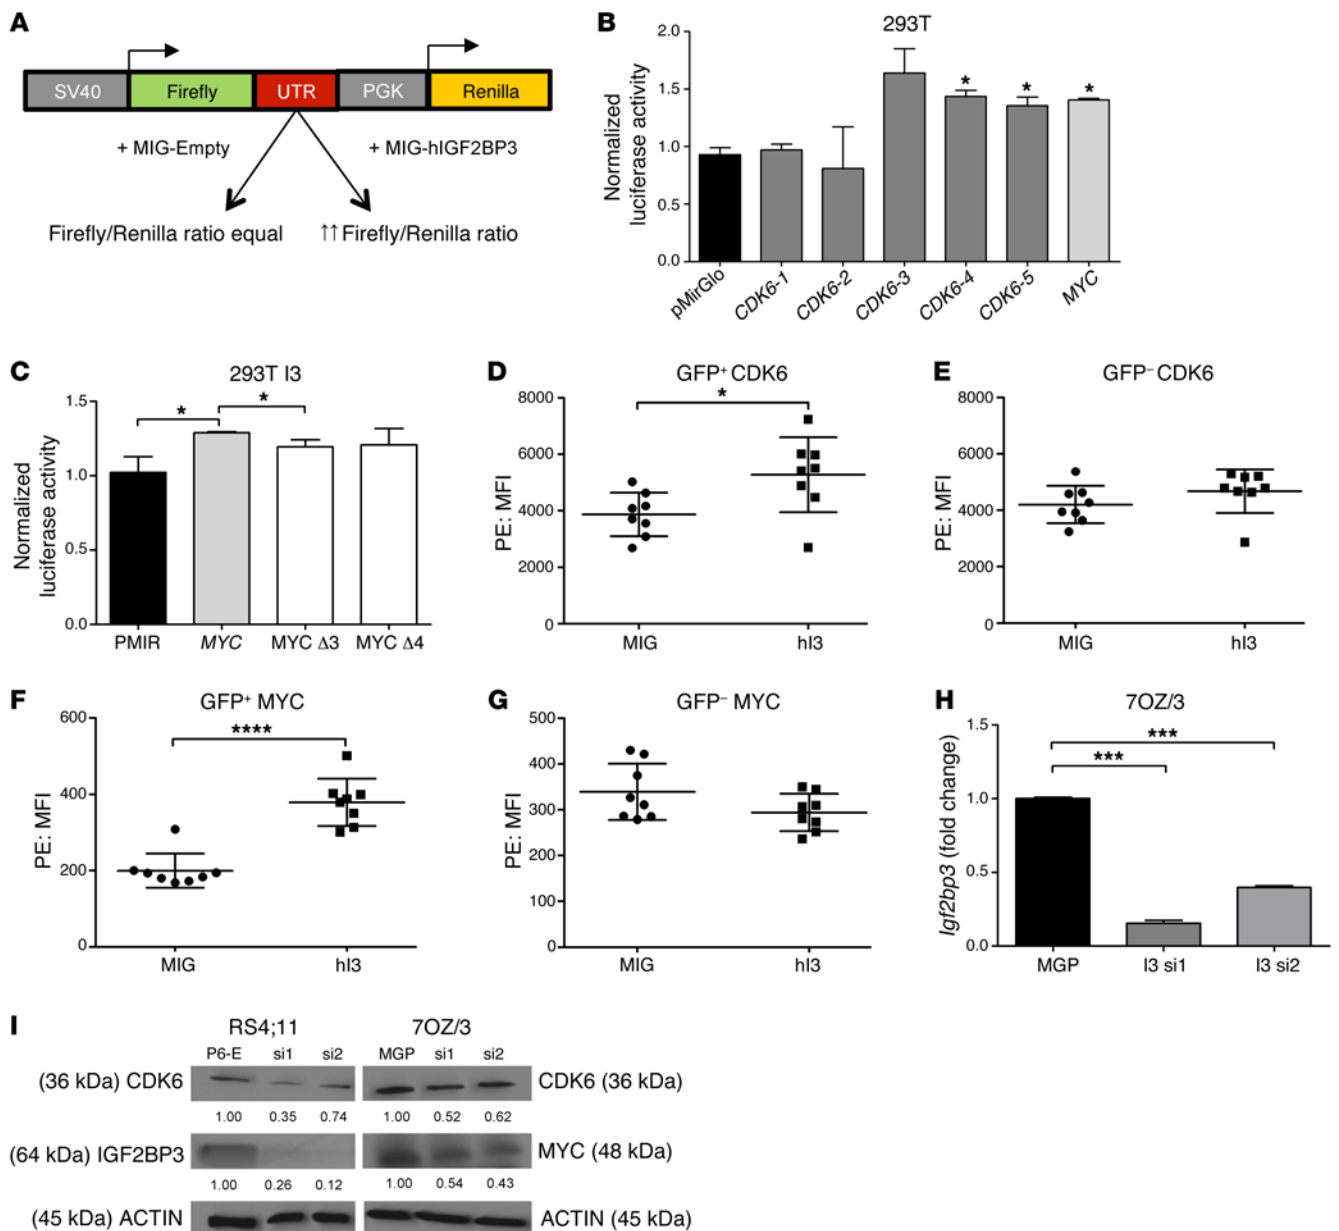 A
SV40 Firefly UTR PGK Renilla
+ MIG-Empty + MIG-hIGF2BP3
Firefly/Renilla ratio equal ↑↑ Firefly/Renilla ratio
B
293T
Normalized luciferase activity
2.0
1.5
1.0
0.5
0.0
* * *
pMirGlo CDK6-1 CDK6-2 CDK6-3 CDK6-4 CDK6-5 MYC
C
293T I3
Normalized luciferase activity
1.5
1.0
0.5
0.0
* *
PMIR MYC MYC Δ3 MYC Δ4
D
GFP+ CDK6
PE: MFI
8000
6000
4000
2000
0
*
MIG hI3
E
GFP– CDK6
PE: MFI
8000
6000
4000
2000
0
MIG hI3
F
GFP+ MYC
PE: MFI
600
400
200
0
****
MIG hI3
G
GFP– MYC
PE: MFI
500
400
300
200
100
0
MIG hI3
H
7OZ/3
Igf2bp3 (fold change)
1.5
1.0
0.5
0.0
***
***
MGP I3 si1 I3 si2
I
RS4;11 7OZ/3
P6-E si1 si2 MGP si1 si2
(36 kDa) CDK6 CDK6 (36 kDa)
1.00 0.35 0.74 1.00 0.52 0.62
(64 kDa) IGF2BP3 MYC (48 kDa)
1.00 0.26 0.12 1.00 0.54 0.43
(45 kDa) ACTIN ACTIN (45 kDa)